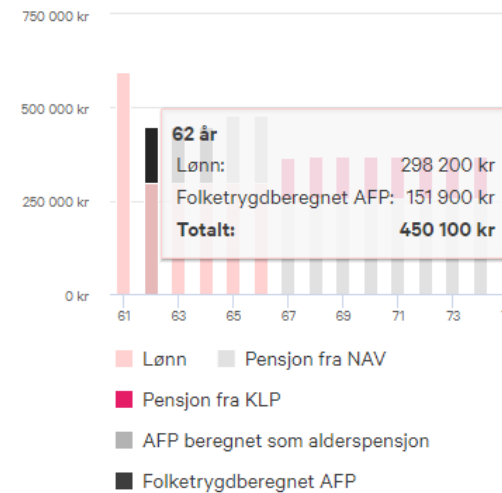 750 000 kr
500 000 kr
62 år
Lønn: 298 200 kr
Folketrygdberegnet AFP: 151 900 kr
250 000 kr
Totalt: 450 100 kr
0 kr
61 63 65 67 69 71 73
Lønn Pensjon fra NAV
Pensjon fra KLP
AFP beregnet som alderspensjon
Folketrygdberegnet AFP